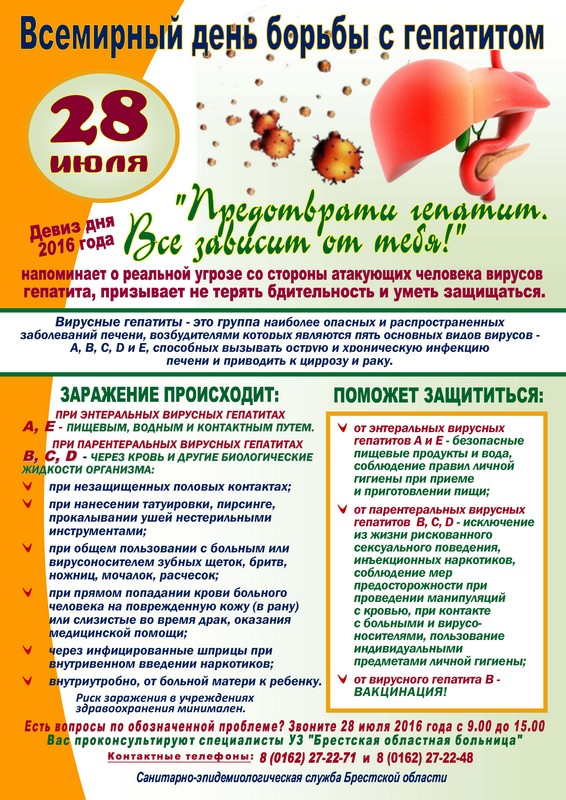 Всемирный день борьбы с гепатитом
28
ИЮЛЯ
Девиз дня
2016 года
"Предотврати гепатит.
Все зависит от тебя!"
напоминает о реальной угрозе со стороны атакующих человека вирусов
гепатита, призывает не терять бдительность и уметь защищаться.
Вирусные гепатиты - это группа наиболее опасных и распространенных
заболеваний печени, возбудителями которых являются пять основных видов вирусов -
А, В, С, D и Е, способных вызывать острую и хроническую инфекцию
печени и приводить к циррозу и раку.
ЗАРАЖЕНИЕ ПРОИСХОДИТ:
ПРИ ЭНТЕРАЛЬНЫХ ВИРУСНЫХ ГЕПАТИТАХ
А, Е - ПИЩЕВЫМ, ВОДНЫМ И КОНТАКТНЫМ ПУТЕМ.
ПРИ ПАРЕНТЕРАЛЬНЫХ ВИРУСНЫХ ГЕПАТИТАХ
В, С, D - ЧЕРЕЗ КРОВЬ И ДРУГИЕ БИОЛОГИЧЕСКИЕ
ЖИДКОСТИ ОРГАНИЗМА:
при незащищенных половых контактах;
при нанесении татуировки, пирсинге,
прокалывании ушей нестерильными
инструментами;
при общем пользовании с больным или
вирусоносителем зубных щеток, бритв,
ножниц, мочалок, расчесок;
при прямом попадании крови больного
человека на поврежденную кожу (в рану)
или слизистые во время драк, оказания
медицинской помощи;
через инфицированные шприцы при
внутривенном введении наркотиков;
внутриутробно, от больной матери к ребенку.
Риск заражения в учреждениях
здравоохранения минимален.
ПОМОЖЕТ ЗАЩИТИТЬСЯ:
от энтеральных вирусных
гепатитов А и Е - безопасные
пищевые продукты и вода,
соблюдение правил личной
гигиены при приеме
и приготовлении пищи;
от парентеральных вирусных
гепатитов В, С, D - исключение
из жизни рискованного
сексуального поведения,
инъекционных наркотиков,
соблюдение мер
предосторожности при
проведении манипуляций
с кровью, при контакте
с больными и вирусо-
носителями, пользование
индивидуальными
предметами личной гигиены;
от вирусного гепатита В -
ВАКЦИНАЦИЯ!
Есть вопросы по обозначенной проблеме? Звоните 28 июля 2016 года с 9.00 до 15.00
Вас проконсультируют специалисты УЗ "Брестская областная больница"
Контактные телефоны: 8 (0162) 27-22-71 и 8 (0162) 27-22-48
Санитарно-эпидемиологическая служба Брестской области